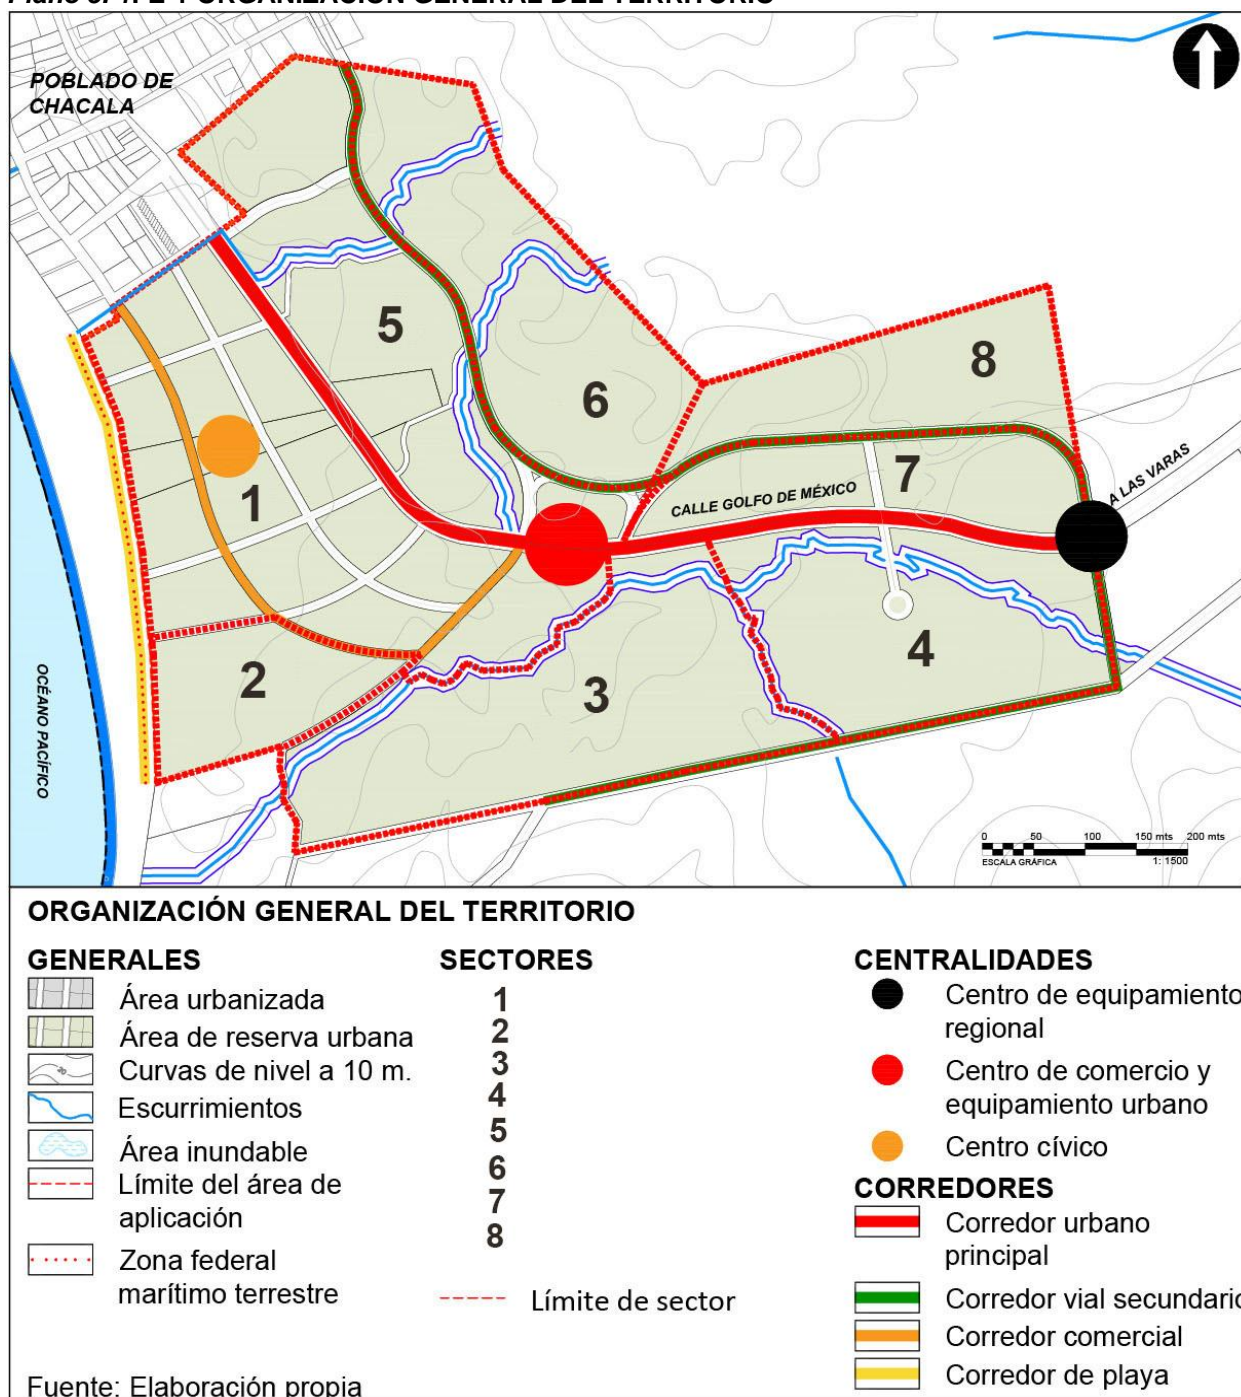 ORGANIZACIÓN GENERAL DEL TERRITORIO
POBLADO DE
CHACALA
5
8
6
7
A LAS VARAS
CALLE GOLFO DE MÉXICO
1
2
3
4
OCÉANO PACÍFICO
0 50 100 150 mts 200 mts
ESCALA GRÁFICA 1: 1500
ORGANIZACIÓN GENERAL DEL TERRITORIO
GENERALES
Área urbanizada
Área de reserva urbana
20
Curvas de nivel a 10 m.
Escurrimientos
Área inundable
Límite del área de
aplicación
Zona federal
marítimo terrestre
SECTORES
1
2
3
4
5
6
7
8
Límite de sector
CENTRALIDADES
Centro de equipamiento
regional
Centro de comercio y
equipamiento urbano
Centro cívico
CORREDORES
Corredor urbano
principal
Corredor vial secundario
Corredor comercial
Corredor de playa
Fuente: Elaboración propia